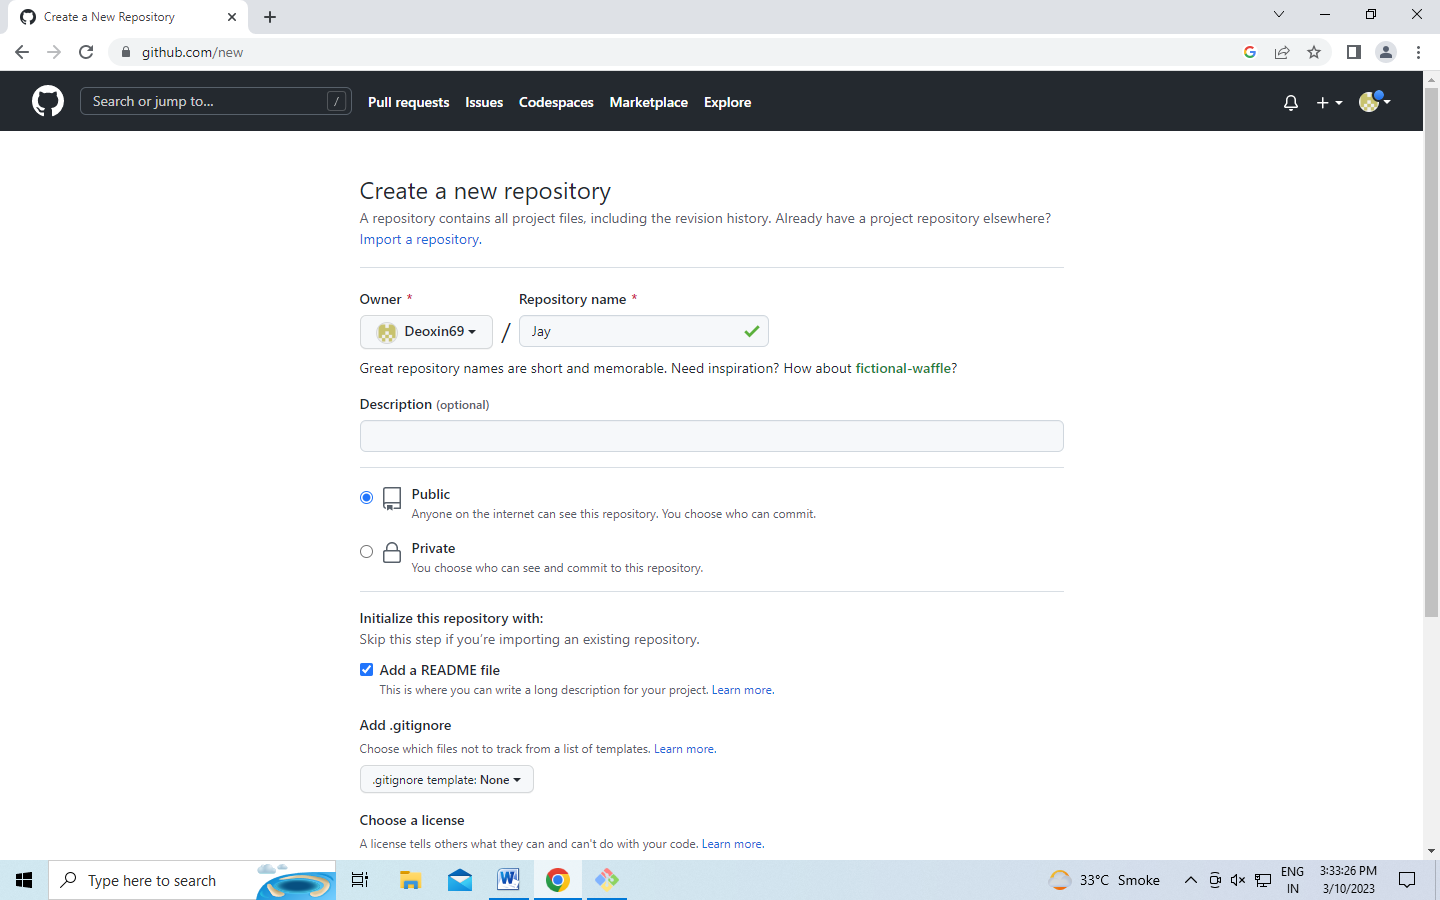 Create a New Repository
github.com/new
Search or jump to...
/
Pull requests
Issues
Codespaces
Marketplace
Explore
Create a new repository
A repository contains all project files, including the revision history. Already have a project repository elsewhere?
Import a repository.
Owner *
Repository name *
Deoxin69
/
Jay
Great repository names are short and memorable. Need inspiration? How about fictional-waffle?
Description (optional)
Public
Anyone on the internet can see this repository. You choose who can commit.
Private
You choose who can see and commit to this repository.
Initialize this repository with:
Skip this step if you're importing an existing repository.
Add a README file
This is where you can write a long description for your project. Learn more.
Add .gitignore
Choose which files not to track from a list of templates. Learn more.
.gitignore template: None
Choose a license
A license tells others what they can and can't do with your code. Learn more.
Type here to search
33°C Smoke
ENG
IN
3:33:26 PM
3/10/2023